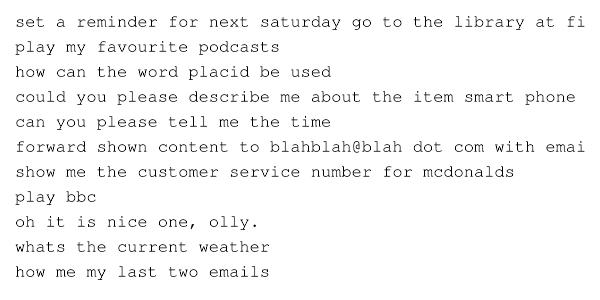 set a reminder for next saturday go to the library at fi
play my favourite podcasts
how can the word placid be used
could you please describe me about the item smart phone
can you please tell me the time
forward shown content to blahblah@blah dot com with emai
show me the customer service number for mcdonalds
play bbc
oh it is nice one, olly.
whats the current weather
how me my last two emails